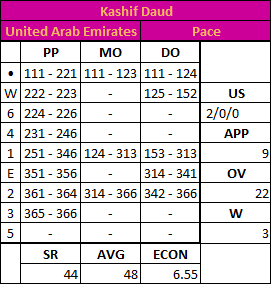 Kashif Daud
United Arab Emirates Pace
PP MO DO
• 111 - 221 111 - 123 111 - 124
W 222 - 223 - 125 - 152 US
6 224 - 226 - - 2/0/0
4 231 - 246 - - APP
1 251 - 346 124 - 313 153 - 313 9
E 351 - 356 - 314 - 341 OV
2 361 - 364 314 - 366 342 - 366 22
3 365 - 366 - - W
5 - - - 3
SR AVG ECON
44 48 6.55